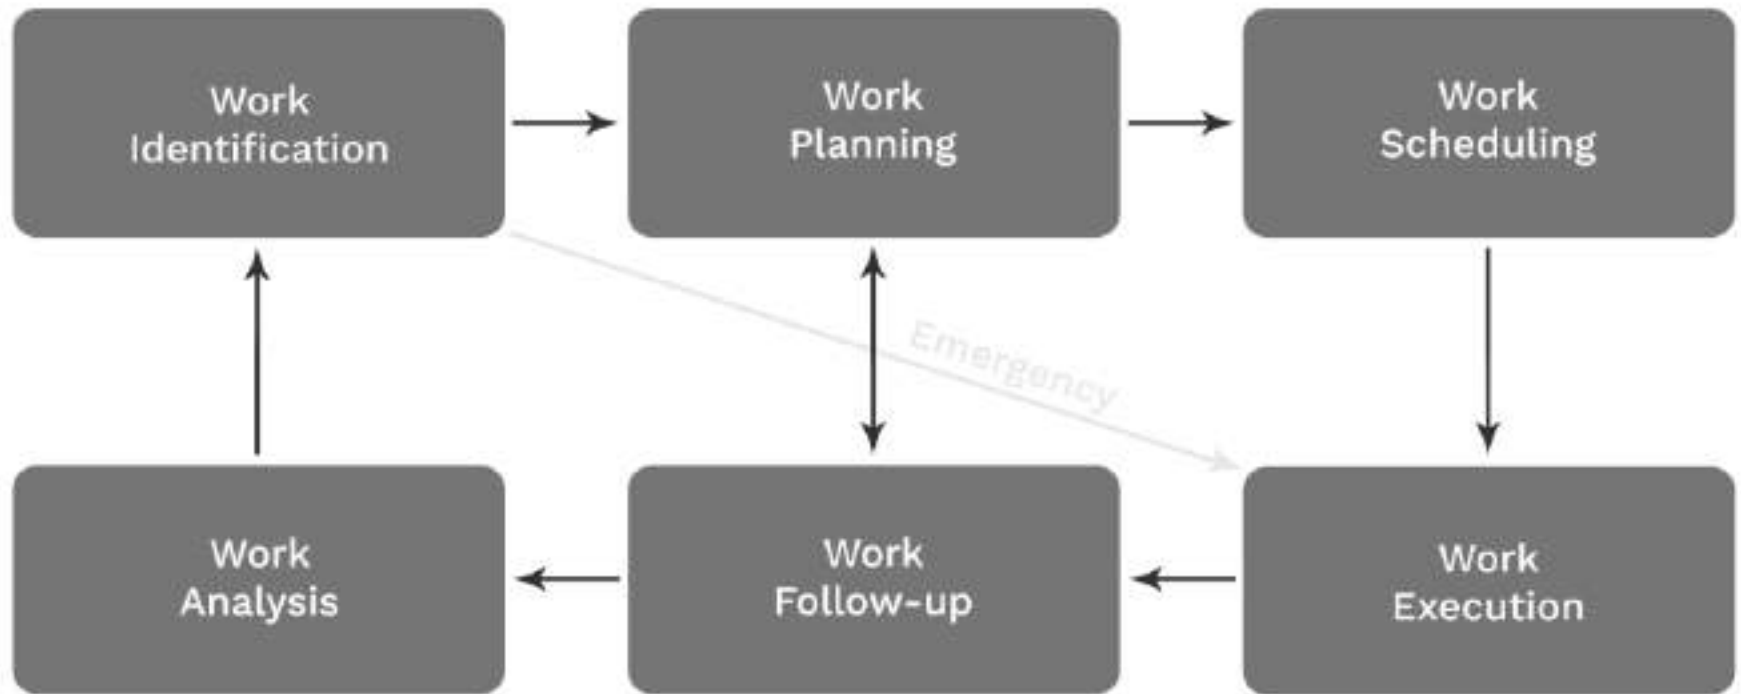 Work
Identification
Work
Planning
Work
Scheduling
Emergency
Work
Analysis
Work
Follow-up
Work
Execution